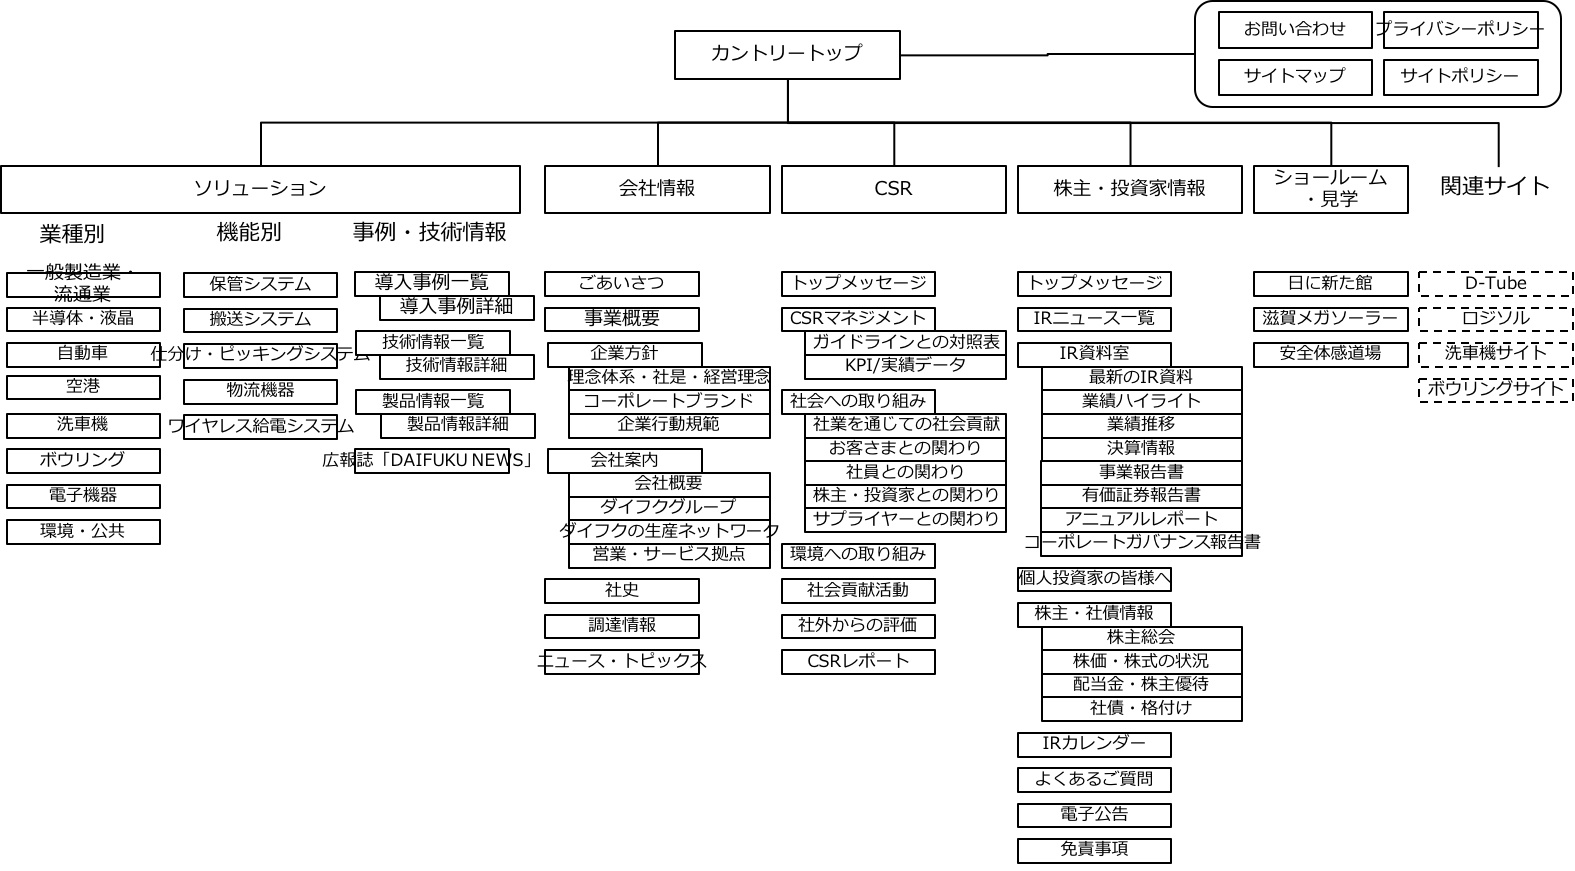 カントリートップ
お問い合わせ
プライバシーポリシー
サイトマップ
サイトポリシー
ソリューション
業種別
一般製造業・
流通業
半導体・液晶
自動車
空港
洗車機
ボウリング
電子機器
環境・公共
機能別
保管システム
搬送システム
仕分け・ピッキングシステム
物流機器
ワイヤレス給電システム
事例・技術情報
導入事例一覧
導入事例詳細
技術情報一覧
技術情報詳細
製品情報一覧
製品情報詳細
広報誌「DAIFUKU NEWS」
会社情報
ごあいさつ
事業概要
企業方針
理念体系・社是・経営理念
コーポレートブランド
企業行動規範
会社案内
会社概要
ダイフクグループ
ダイフクの生産ネットワーク
営業・サービス拠点
社史
調達情報
ニュース・トピックス
CSR
トップメッセージ
CSRマネジメント
ガイドラインとの対照表
KPI/実績データ
社会への取り組み
社業を通じての社会貢献
お客さまとの関わり
社員との関わり
株主・投資家との関わり
サプライヤーとの関わり
環境への取り組み
社会貢献活動
社外からの評価
CSRレポート
株主・投資家情報
トップメッセージ
IRニュース一覧
IR資料室
最新のIR資料
業績ハイライト
業績推移
決算情報
事業報告書
有価証券報告書
アニュアルレポート
コーポレートガバナンス報告書
個人投資家の皆様へ
株主・社債情報
株主総会
株価・株式の状況
配当金・株主優待
社債・格付け
IRカレンダー
よくあるご質問
電子公告
免責事項
ショールーム
・見学
日に新た館
滋賀メガソーラー
安全体感道場
関連サイト
D-Tube
ロジソル
洗車機サイト
ボウリングサイト